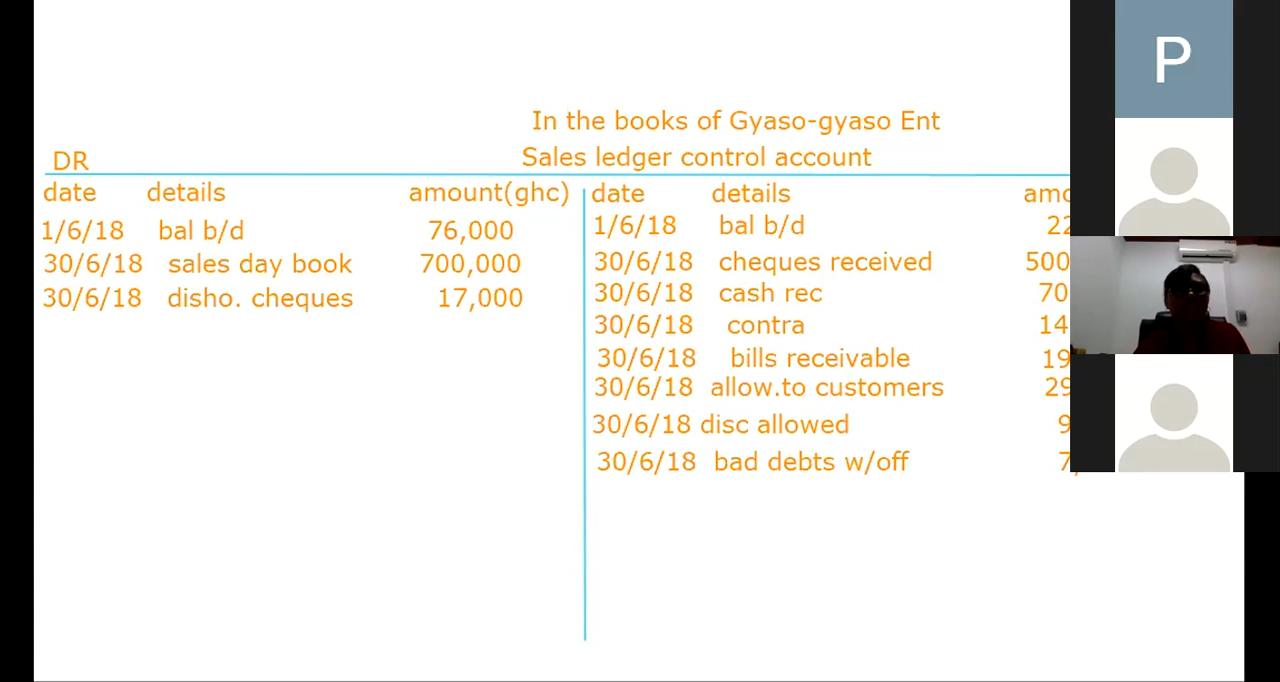 P
In the books of Gyaso-gyaso Ent
DR Sales ledger control account
date details amount(ghc) date details
1/6/18 bal b/d 76,000 1/6/18 bal b/d
30/6/18 sales day book 700,000 30/6/18 cheques received
30/6/18 disho. cheques 17,000 30/6/18 cash rec
30/6/18 contra
30/6/18 bills receivable
30/6/18 allow.to customers
30/6/18 disc allowed
30/6/18 bad debts w/off